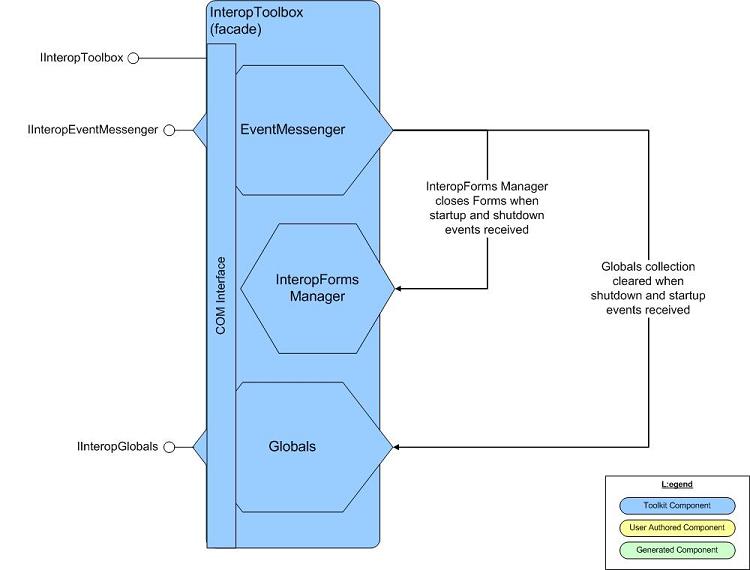 InteropToolbox
(facade)
IInteropToolbox
IInteropEventMessenger
EventMessenger
InteropForms Manager
closes Forms when
startup and shutdown
events received
COM Interface
InteropForms
Manager
Globals collection
cleared when
shutdown and startup
events received
IInteropGlobals
Globals
L:egend
Toolkit Component
User Authored Component
Generated Component